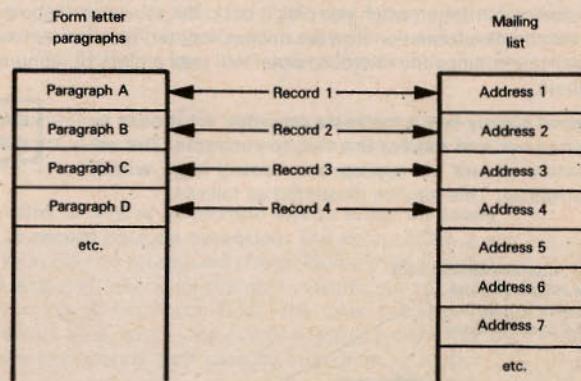 Form letter
paragraphs
Mailing
list
Paragraph A
Record 1
Address 1
Paragraph B
Record 2
Address 2
Paragraph C
Record 3
Address 3
Paragraph D
Record 4
Address 4
etc.
Address 5
Address 6
Address 7
etc.